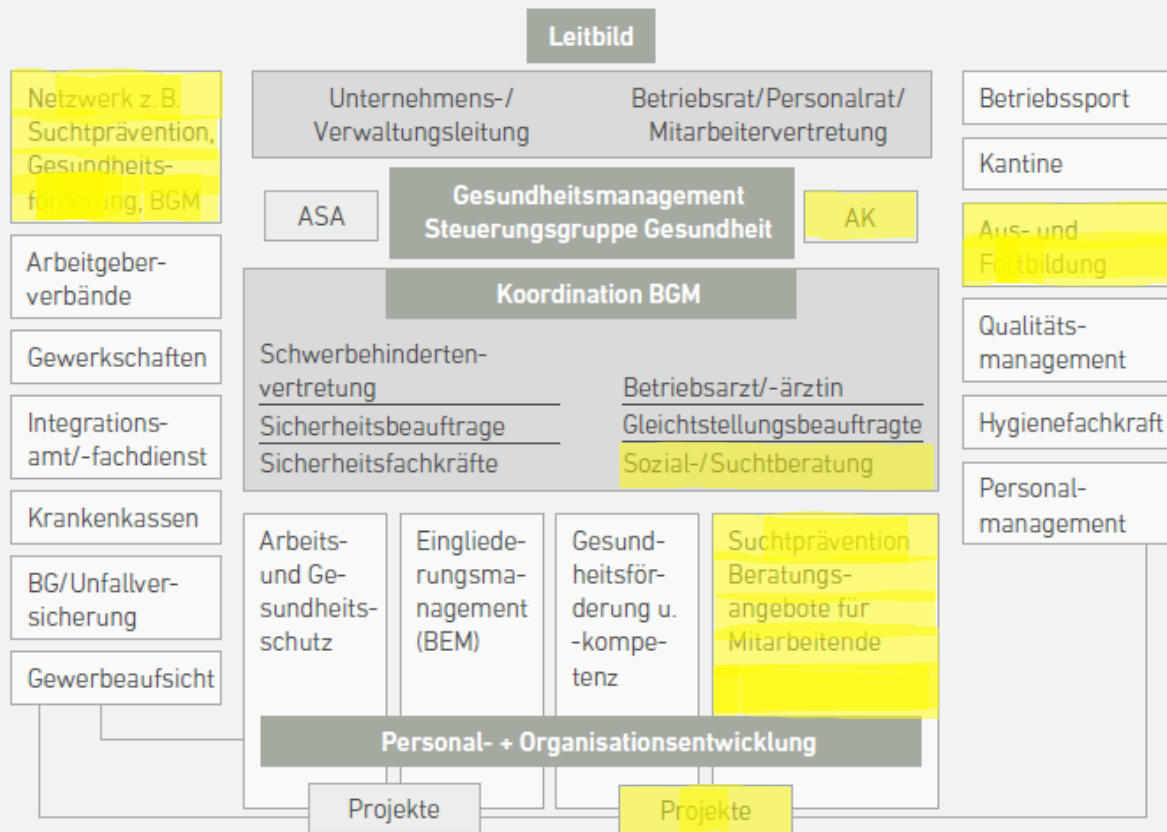 Leitbild
Netzwerk z. B.
Suchtprävention,
Gesundheits-
förderung, BGM
Arbeitgeber-
verbände
Gewerkschaften
Integrations-
amt/-fachdienst
Krankenkassen
BG/Unfallver-
sicherung
Gewerbeaufsicht
Unternehmens-/
Verwaltungsleitung
Betriebsrat/Personalrat/
Mitarbeitervertretung
ASA
Gesundheitsmanagement
Steuerungsgruppe Gesundheit
AK
Koordination BGM
Schwerbehinderten-
vertretung
Sicherheitsbeauftrage
Sicherheitsfachkräfte
Betriebsarzt/-ärztin
Gleichtstellungsbeauftragte
Sozial-/Suchtberatung
Arbeits-
und Ge-
sundheits-
schutz
Eingliede-
rungsma-
nagement
(BEM)
Gesund-
heitsför-
derung u.
-kompe-
tenz
Suchtprävention
Beratungs-
angebote für
Mitarbeitende
Personal- + Organisationsentwicklung
Projekte
Projekte
Betriebssport
Kantine
Aus- und
Fortbildung
Qualitäts-
management
Hygienefachkraft
Personal-
management